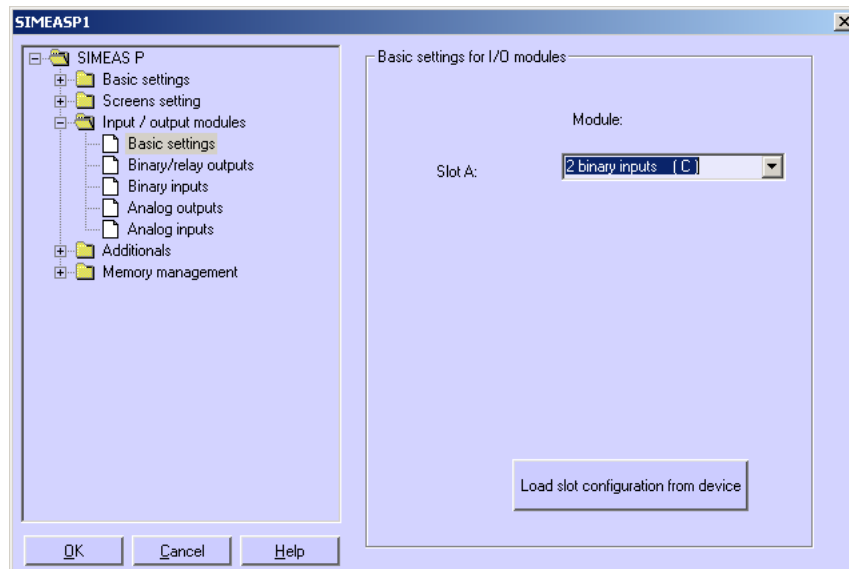 SIMEASP1
SIMEAS P
Basic settings
Screens setting
Input / output modules
Basic settings
Binary/relay outputs
Binary inputs
Analog outputs
Analog inputs
Additionals
Memory management
OK
Cancel
Help
Basic settings for I/O modules
Module:
Slot A: 2 binary inputs ( C )
Load slot configuration from device